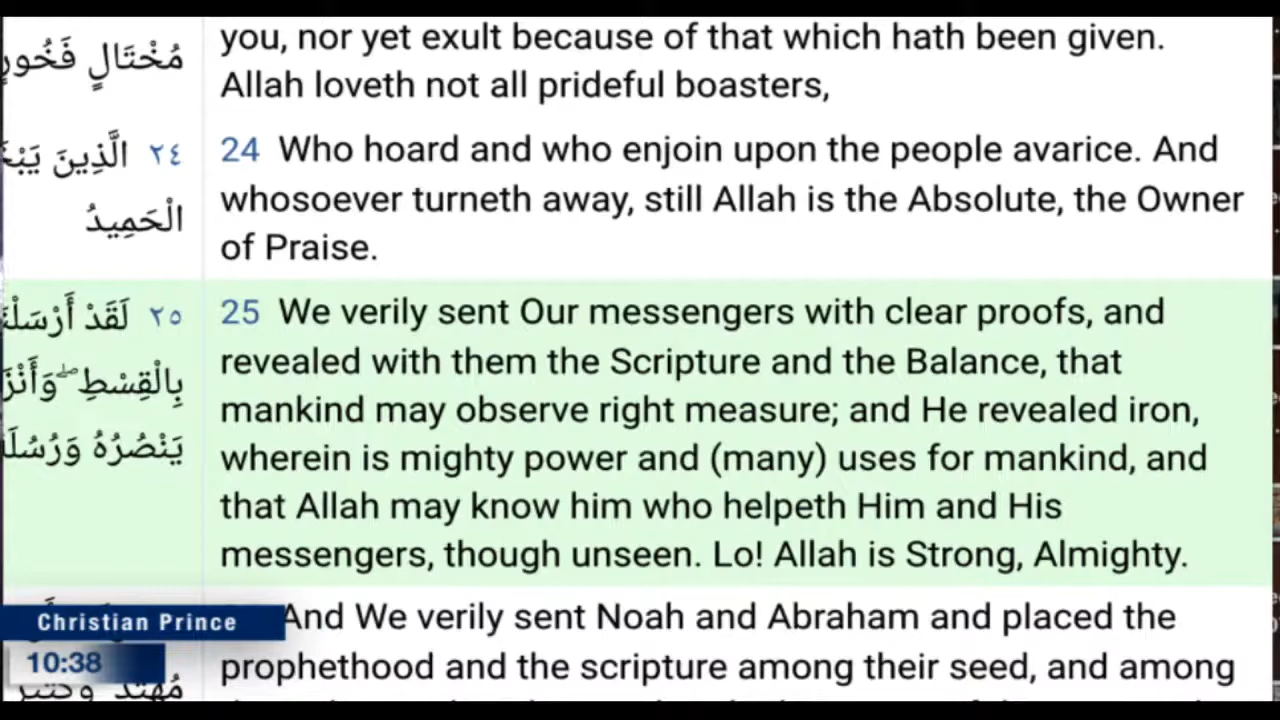 you, nor yet exult because of that which hath been given.
مُخْتَالٍ فَخُورٍ
Allah loveth not all prideful boasters,
٢٤ الَّذِينَ
24 Who hoard and who enjoin upon the people avarice. And
whosoever turneth away, still Allah is the Absolute, the Owner
الْحَمِيدُ
of Praise.
٢٥ لَقَدْ
25 We verily sent Our messengers with clear proofs, and
revealed with them the Scripture and the Balance, that
بِالْقِسْطِ ۖ
mankind may observe right measure; and He revealed iron,
يَنْصُرُهُ
wherein is mighty power and (many) uses for mankind, and
that Allah may know him who helpeth Him and His
messengers, though unseen. Lo! Allah is Strong, Almighty.
And We verily sent Noah and Abraham and placed the
Christian Prince
10:38
prophethood and the scripture among their seed, and among